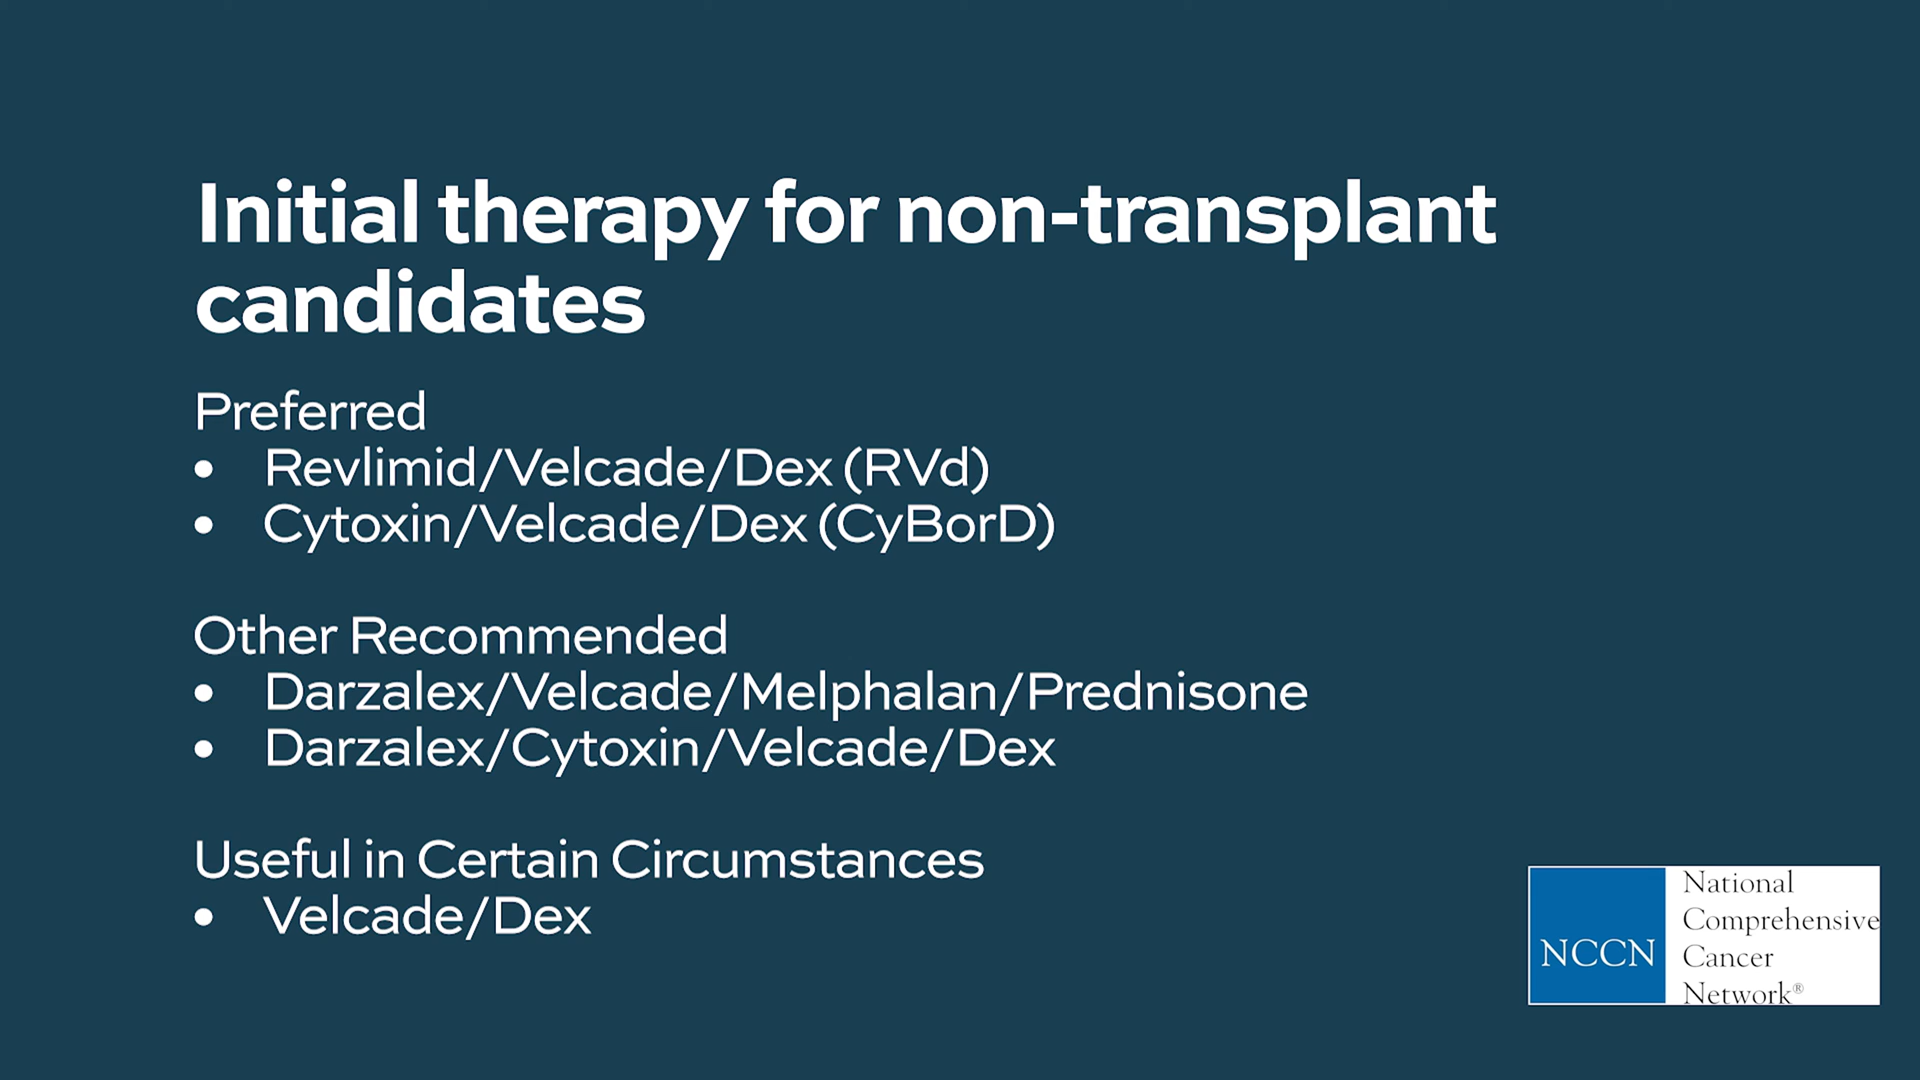 Initial therapy for non-transplant
candidates
Preferred
• Revlimid/Velcade/Dex (RVd)
• Cytoxin/Velcade/Dex (CyBorD)
Other Recommended
• Darzalex/Velcade/Melphalan/Prednisone
• Darzalex/Cytoxin/Velcade/Dex
Useful in Certain Circumstances
• Velcade/Dex
NCCN
National
Comprehensive
Cancer
Network®